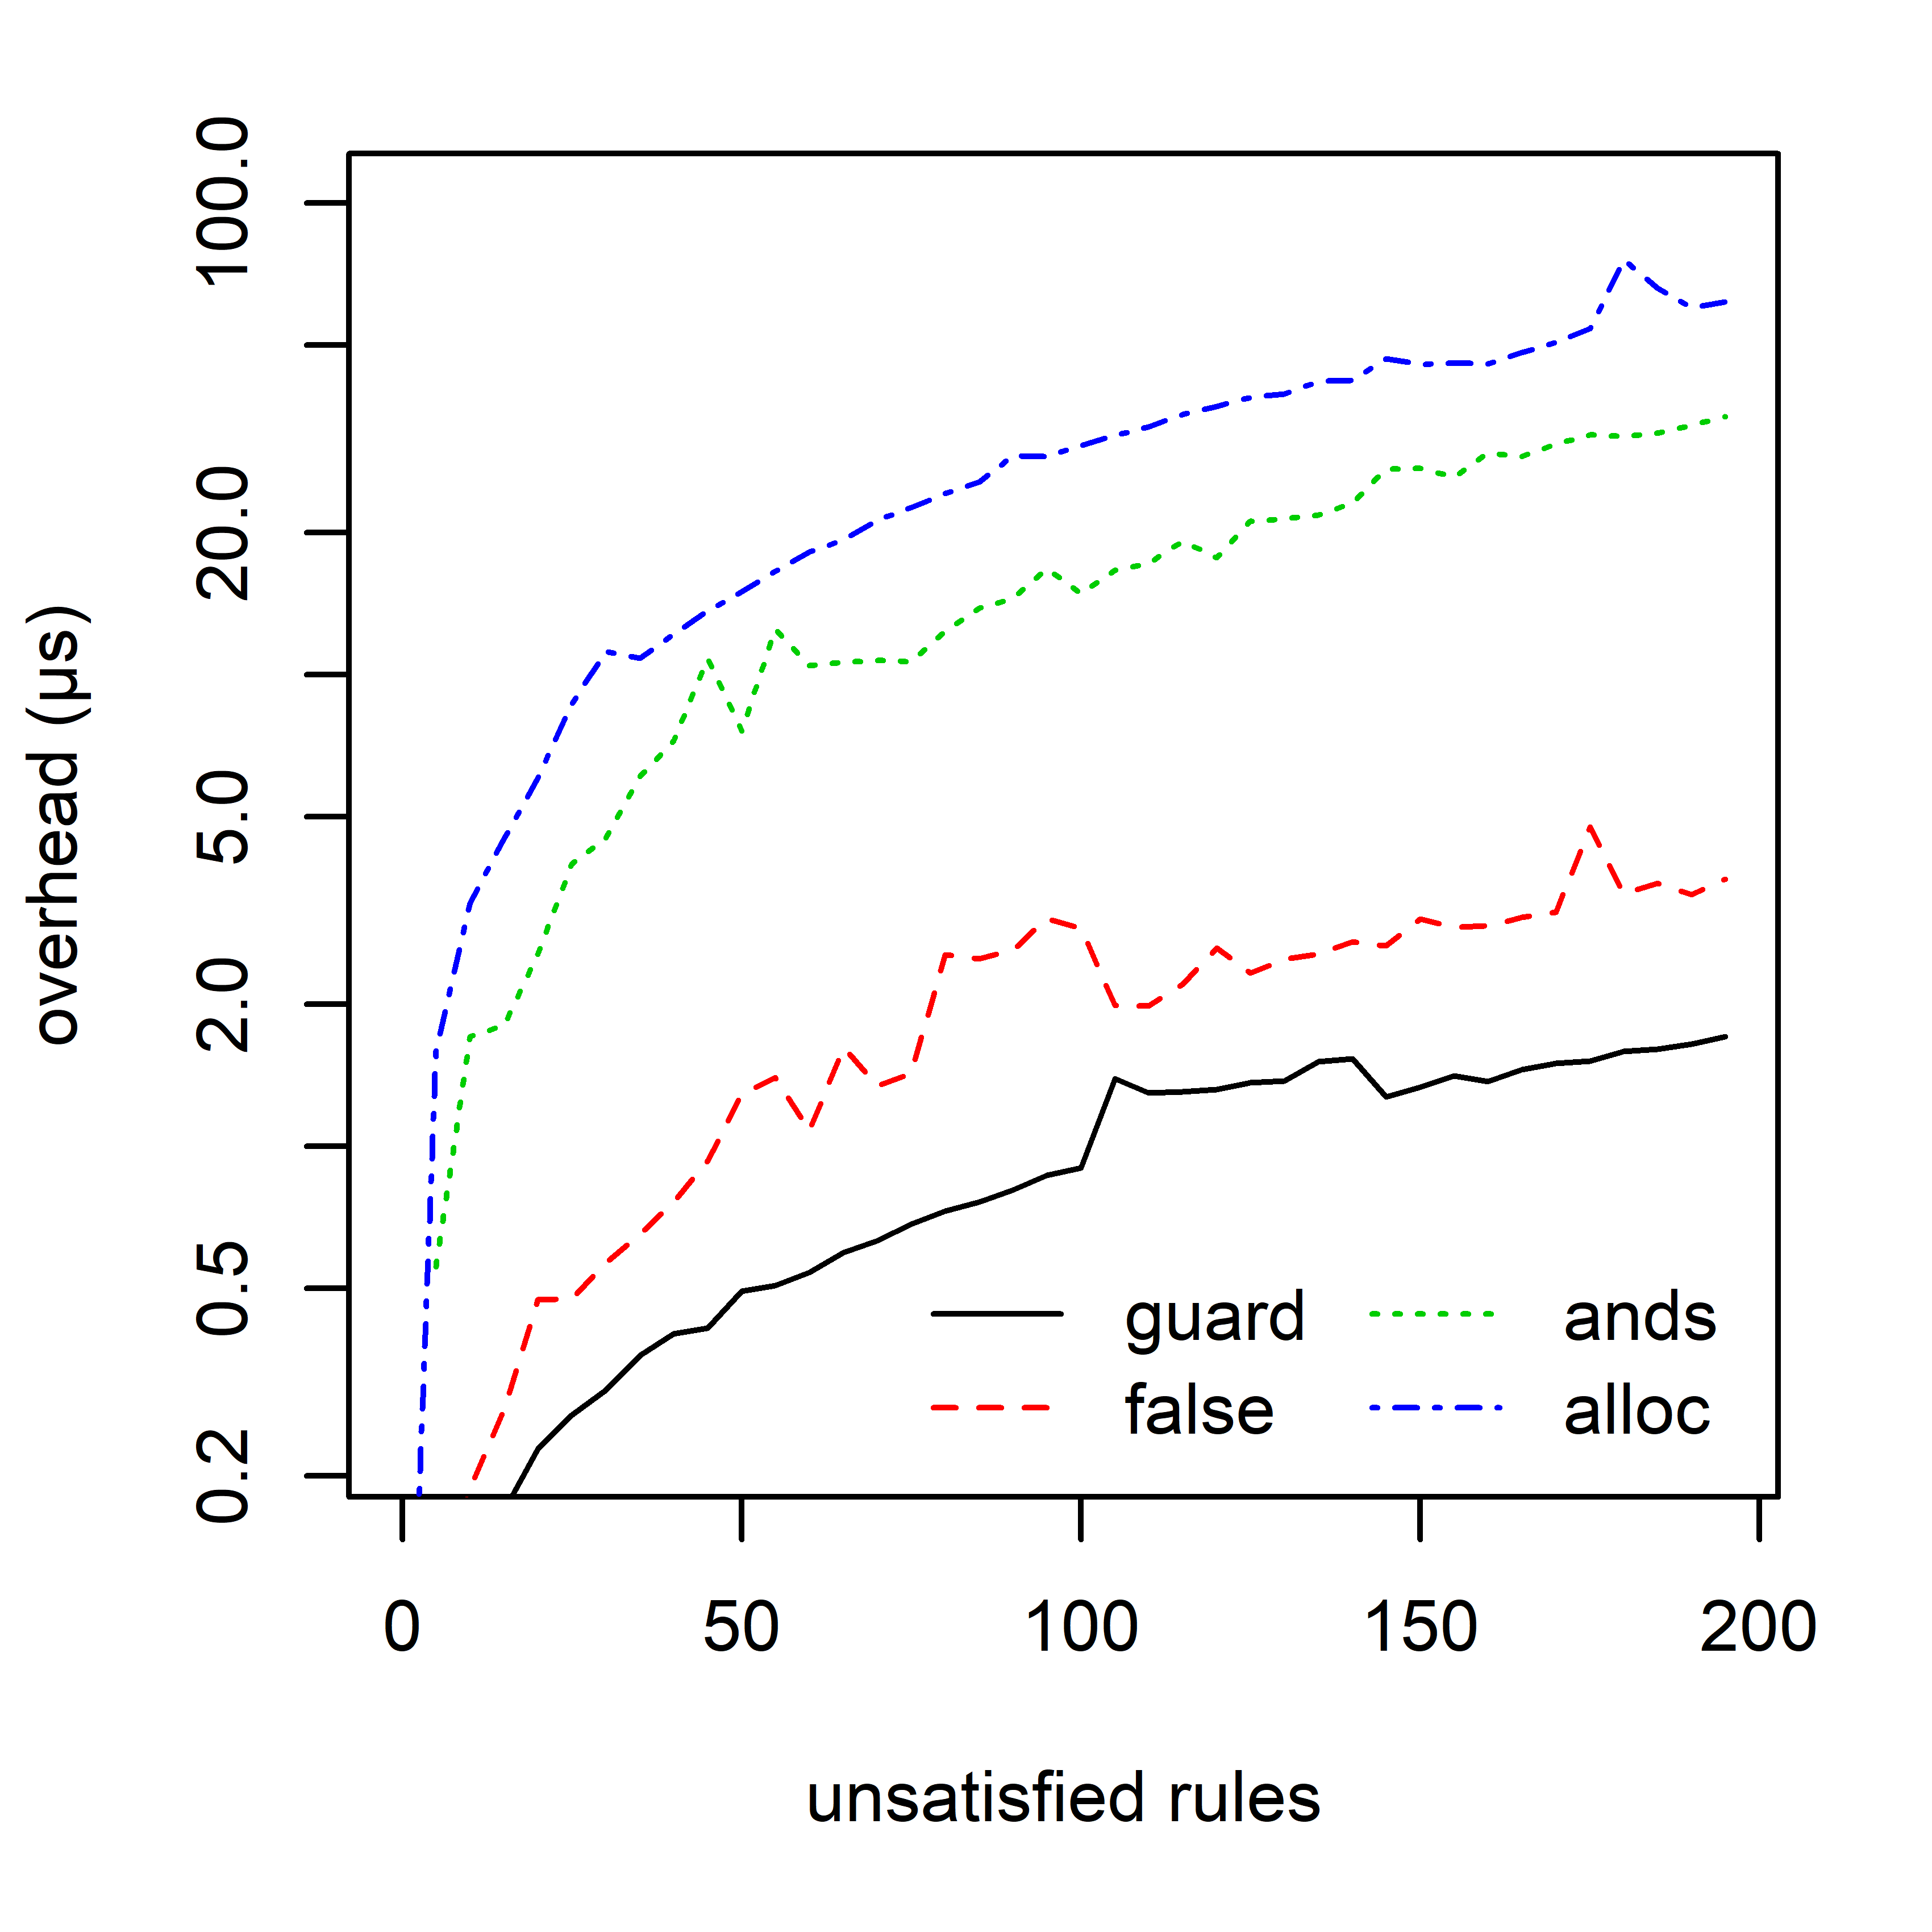 overhead (µs)
100.0
20.0
5.0
2.0
0.5
0.2
guard
ands
false
alloc
0 50 100 150 200
unsatisfied rules